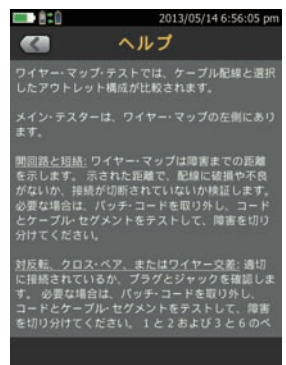 2013/05/14 6:56:05 pm
ヘルプ
ワイヤー・マップ・テストでは、ケーブル配線と選択
したアウトレット構成が比較されます。
メイン・テスターは、ワイヤー・マップの左側にあり
ます。
開回路と短絡: ワイヤー・マップは障害までの距離
を示します。 示された距離で、配線に破損や不良
がないか、接続が切断されていないか検証します。
必要な場合は、パッチ・コードを取り外し、コード
とケーブル・セグメントをテストして、障害を切り
分けてください。
対反転、クロス・ペア、またはワイヤー交差: 適切
に接続されているか、プラグとジャックを確認しま
す。 必要な場合は、パッチ・コードを取り外し、
コードとケーブル・セグメントをテストして、障害
を切り分けてください。 1 と 2 および 3 と 6 のペ